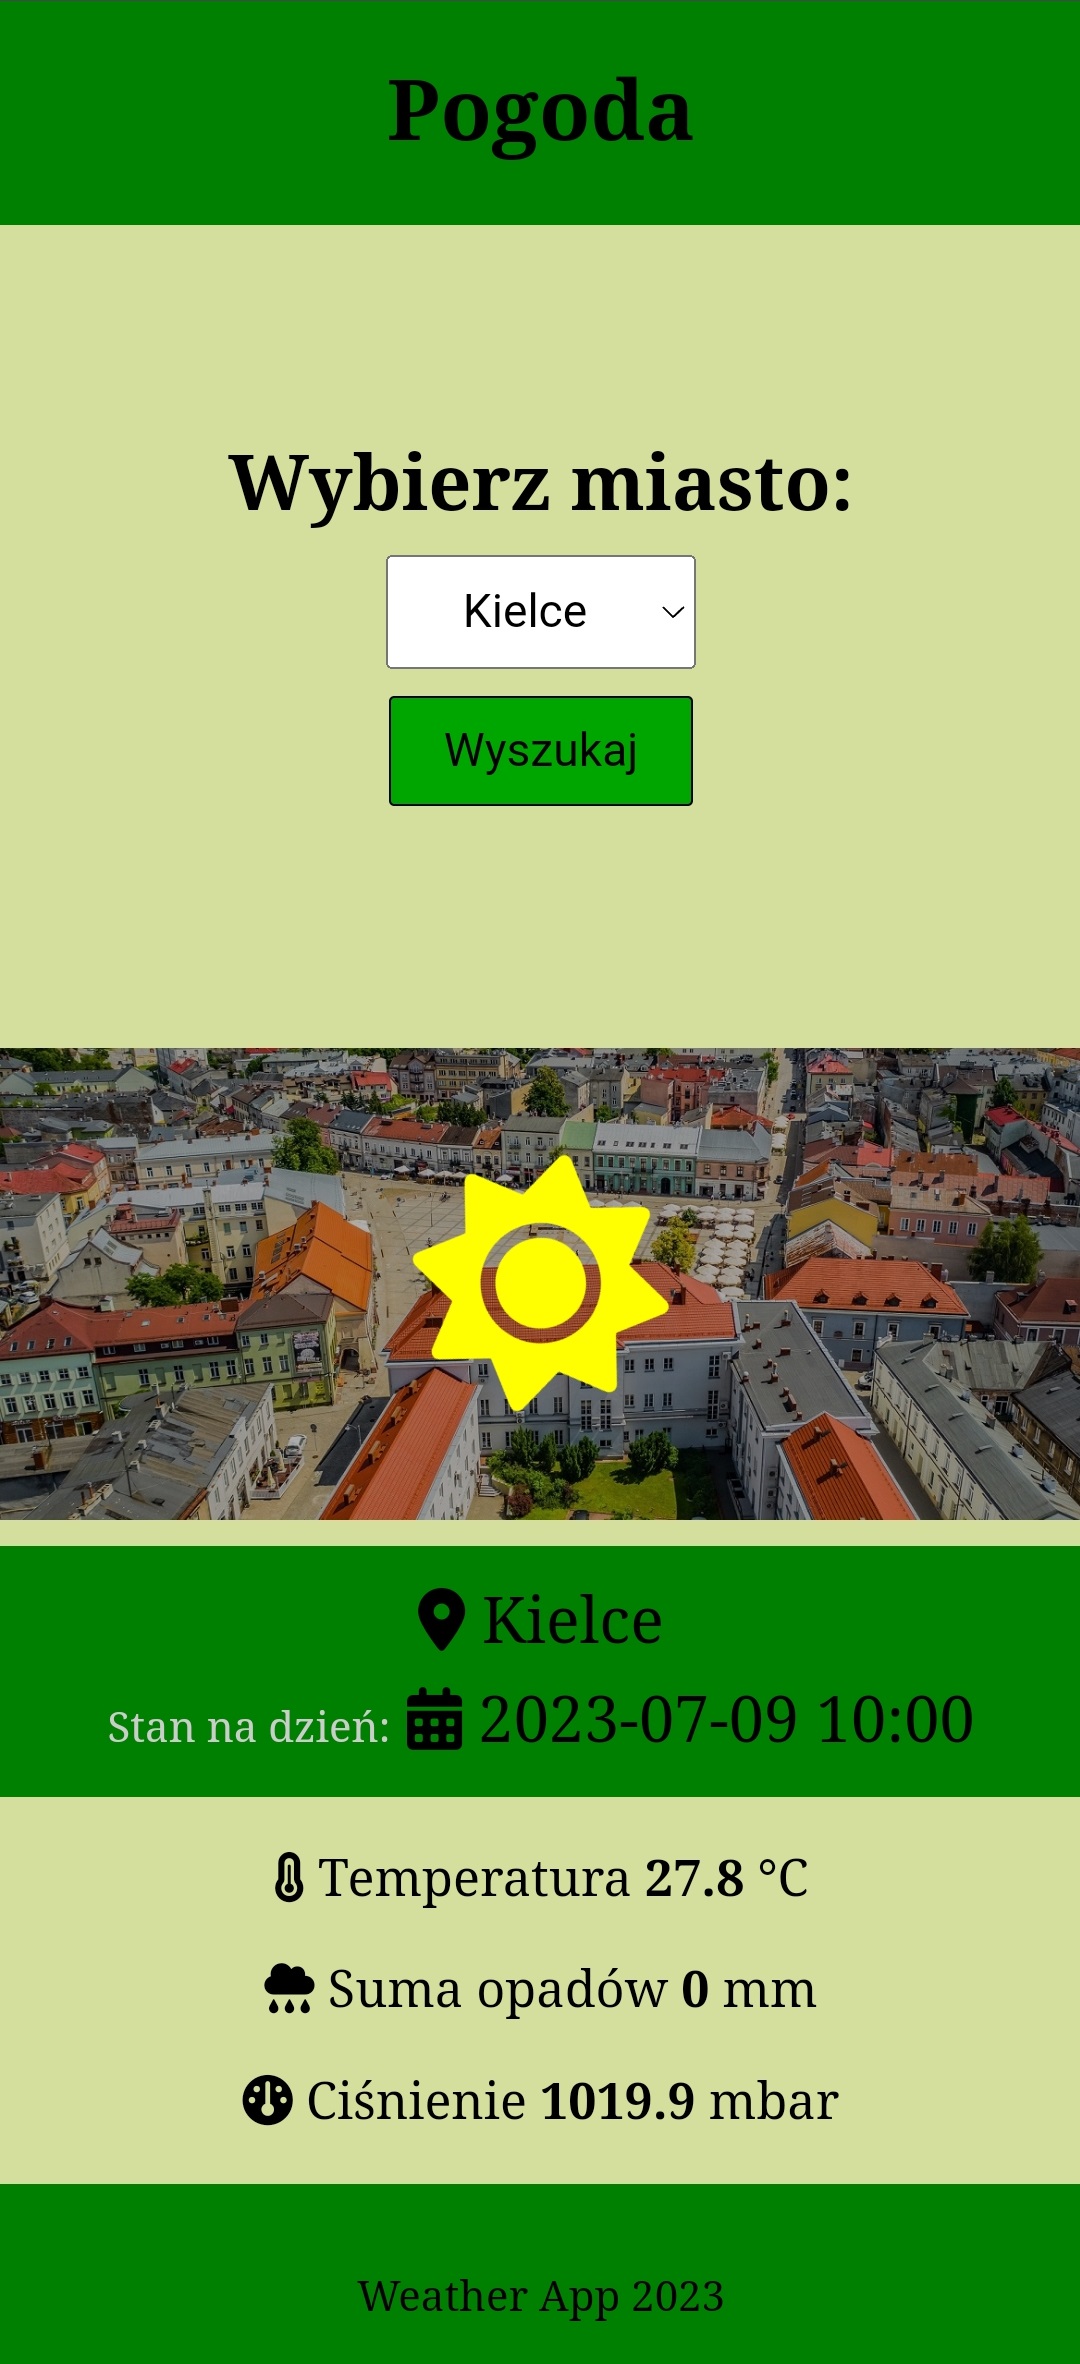 Pogoda
Wybierz miasto:
Kielce
Wyszukaj
Kielce
Stan na dzień: 2023-07-09 10:00
Temperatura 27.8 °C
Suma opadów 0 mm
Ciśnienie 1019.9 mbar
Weather App 2023